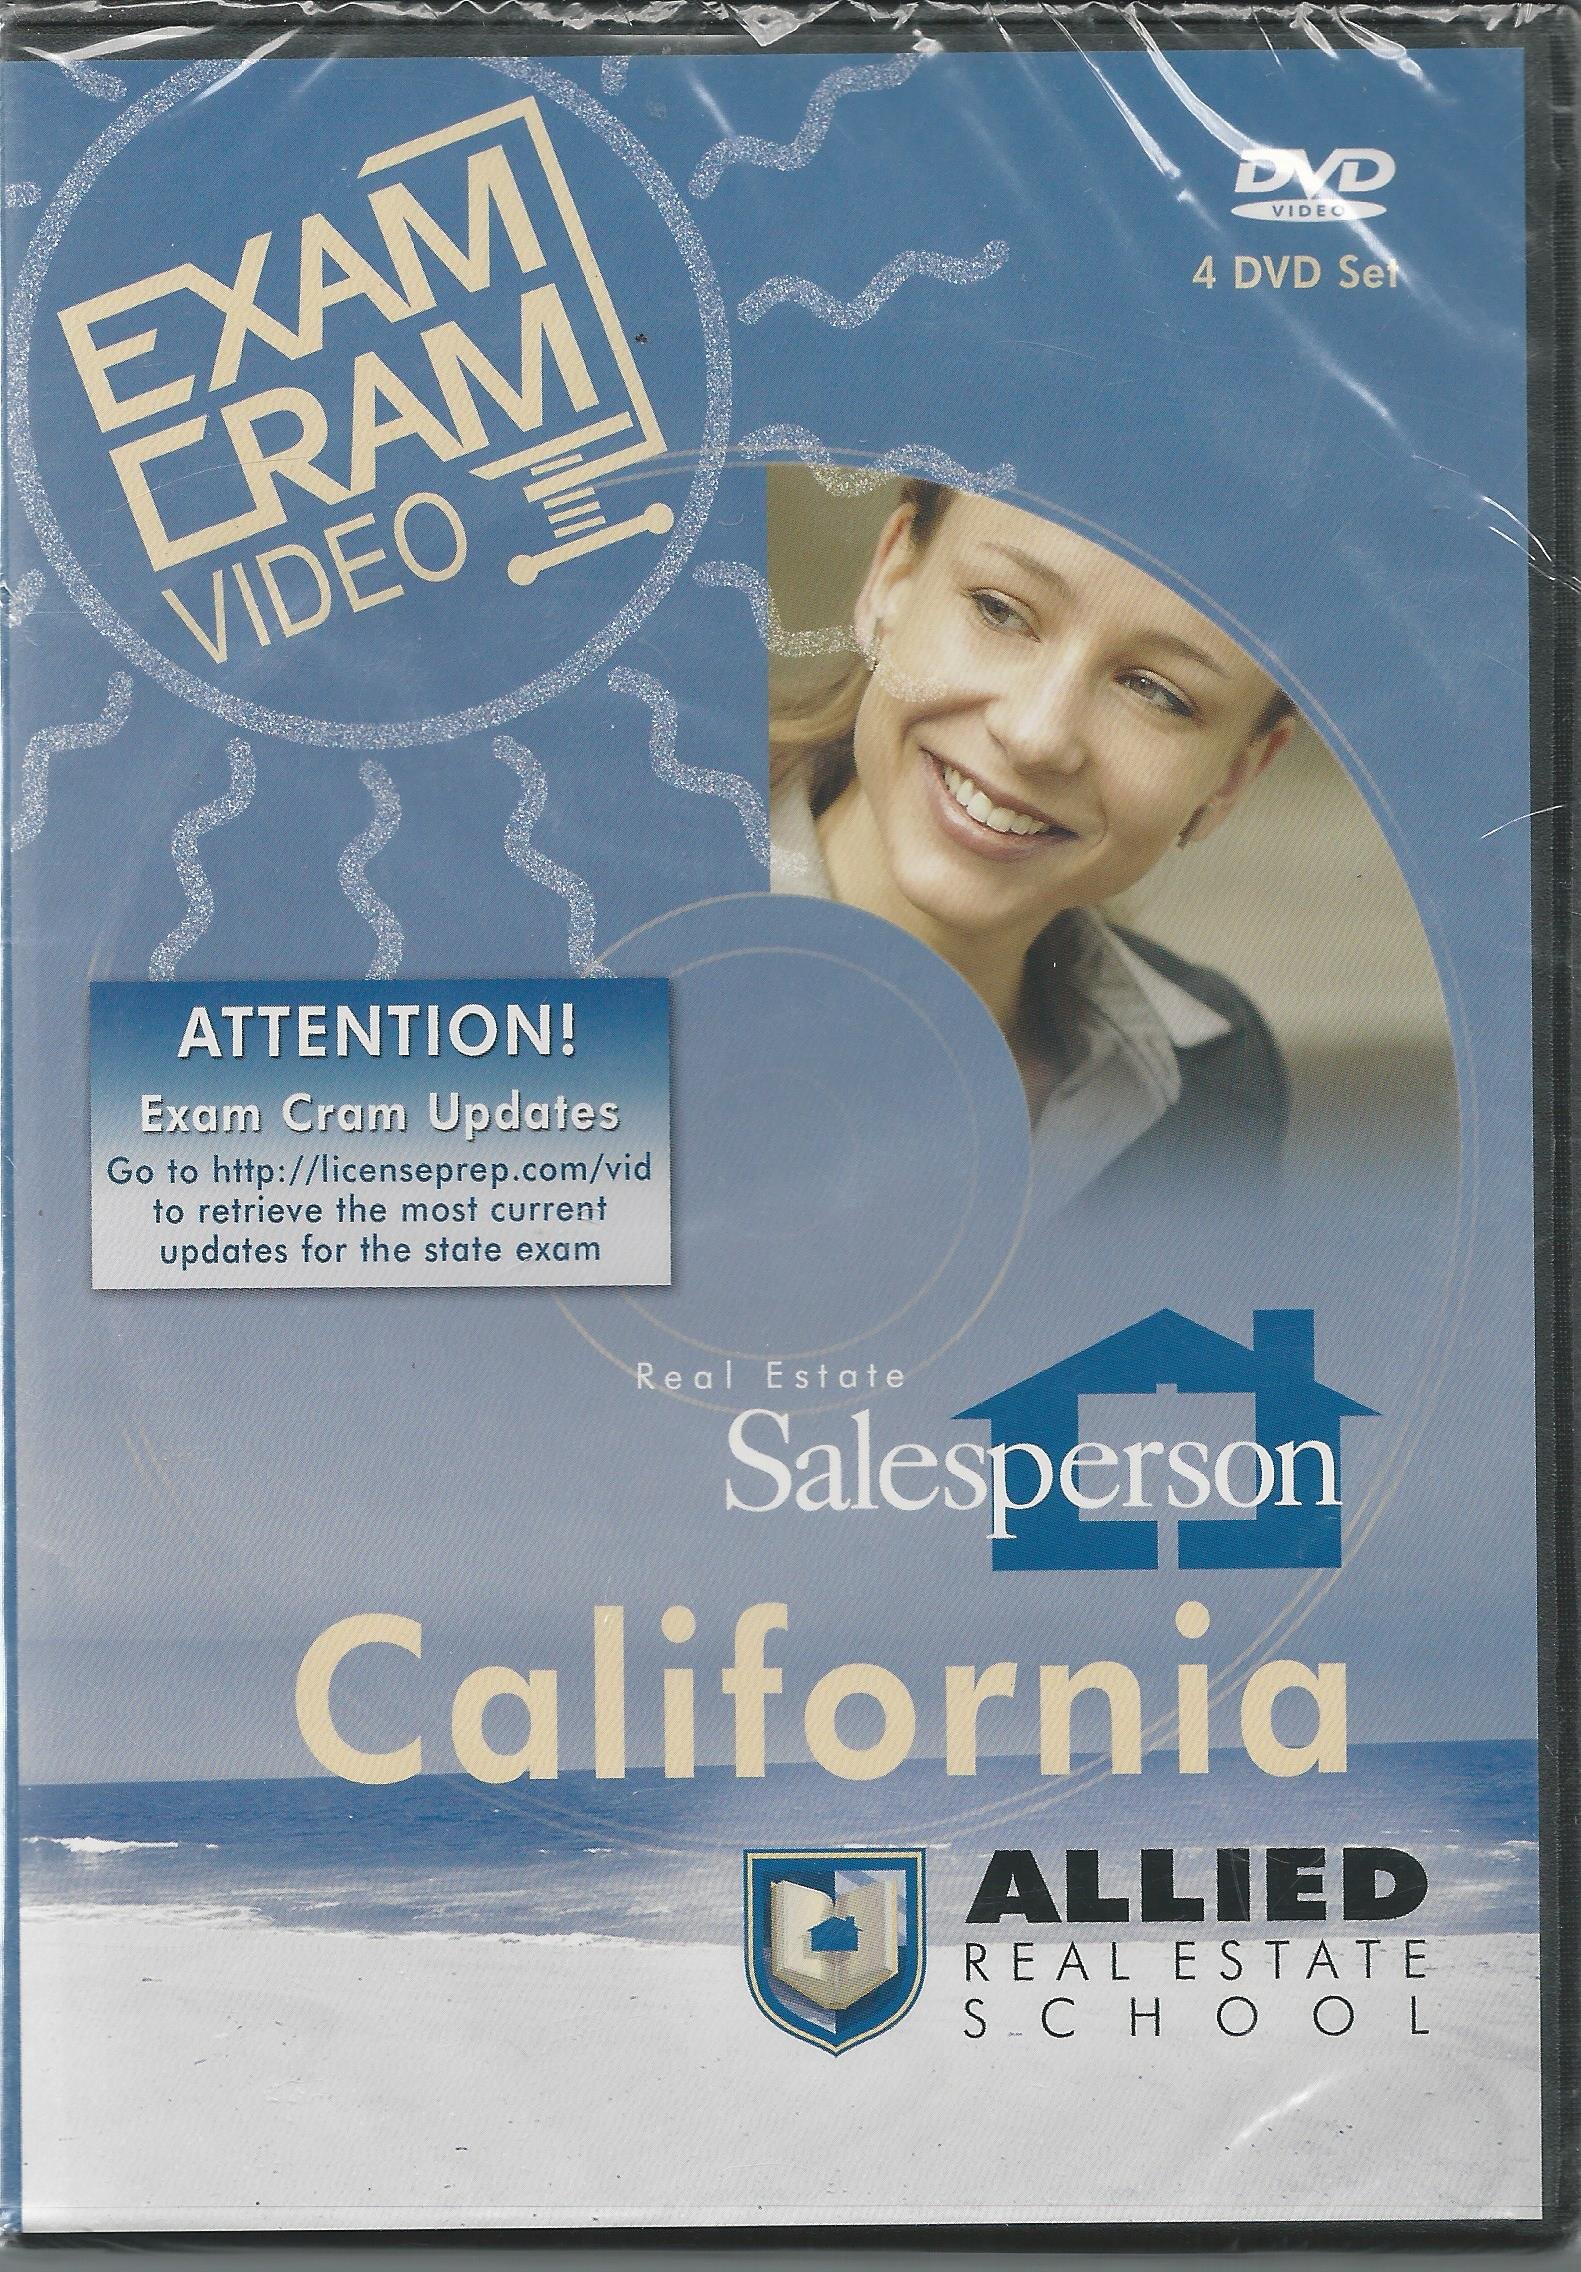 EXAM
CRAM
VIDEO
DVD
VIDEO
4 DVD Set
ATTENTION!
Exam Cram Updates
Go to http://licenseprep.com/vid
to retrieve the most current
updates for the state exam
Real Estate
Salesperson
California
ALLIED
REAL ESTATE
SCHOOL